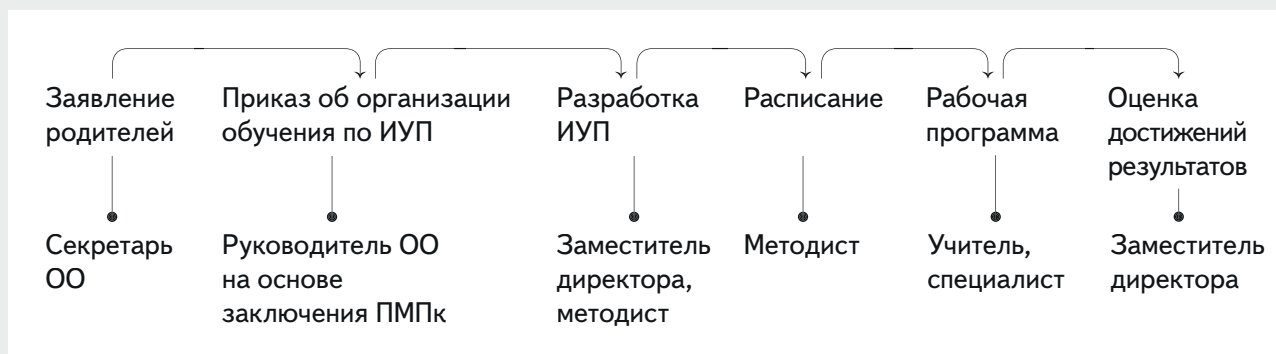 Заявление
родителей
Приказ об организации
обучения по ИУП
Разработка
ИУП
Расписание
Рабочая
программа
Оценка
достижений
результатов
Секретарь
ОО
Руководитель ОО
на основе
заключения ПМПк
Заместитель
директора,
методист
Методист
Учитель,
специалист
Заместитель
директора